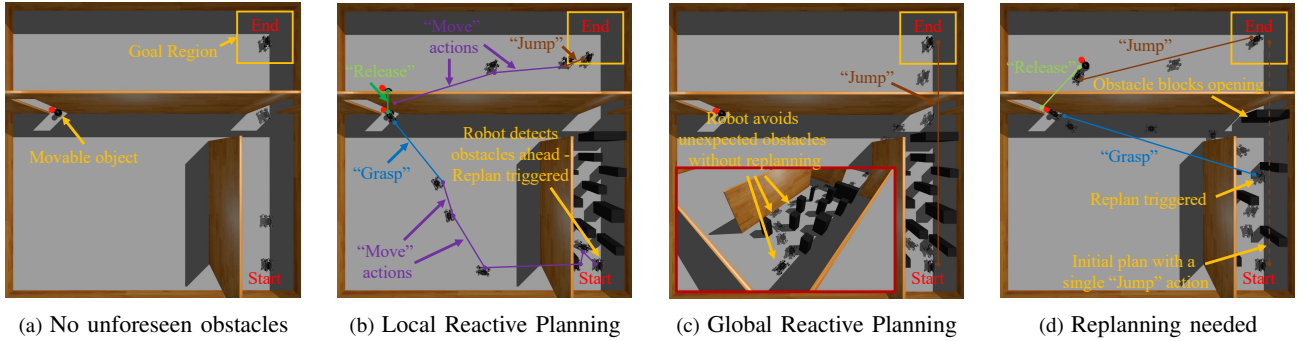 End
Goal Region
Movable object
Start
(a) No unforeseen obstacles
"Move"
actions
End
"Jump"
"Release"
Robot detects
obstacles ahead -
Replan triggered
"Grasp"
"Move"
actions
Start
(b) Local Reactive Planning
End
"Jump"
Robot avoids
unexpected obstacles
without replanning
Start
(c) Global Reactive Planning
End
"Jump"
"Release"
Obstacle blocks opening
"Grasp"
Replan triggered
Initial plan with a
single "Jump" action
Start
(d) Replanning needed